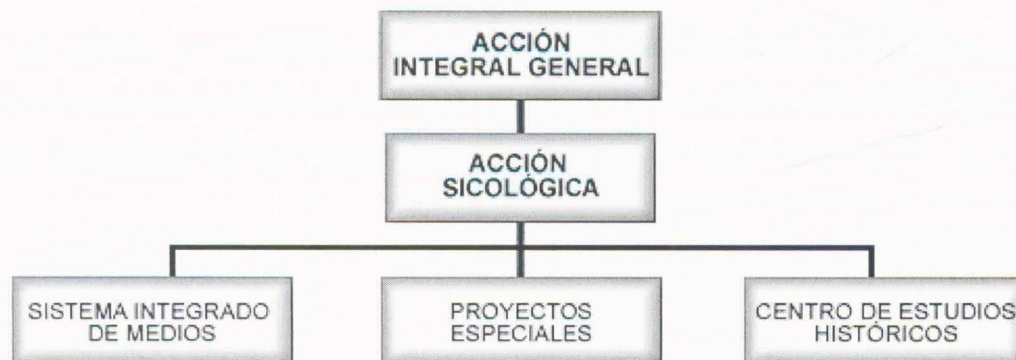 ACCIÓN
INTEGRAL GENERAL
ACCIÓN
SICOLÓGICA
SISTEMA INTEGRADO
DE MEDIOS
PROYECTOS
ESPECIALES
CENTRO DE ESTUDIOS
HISTÓRICOS